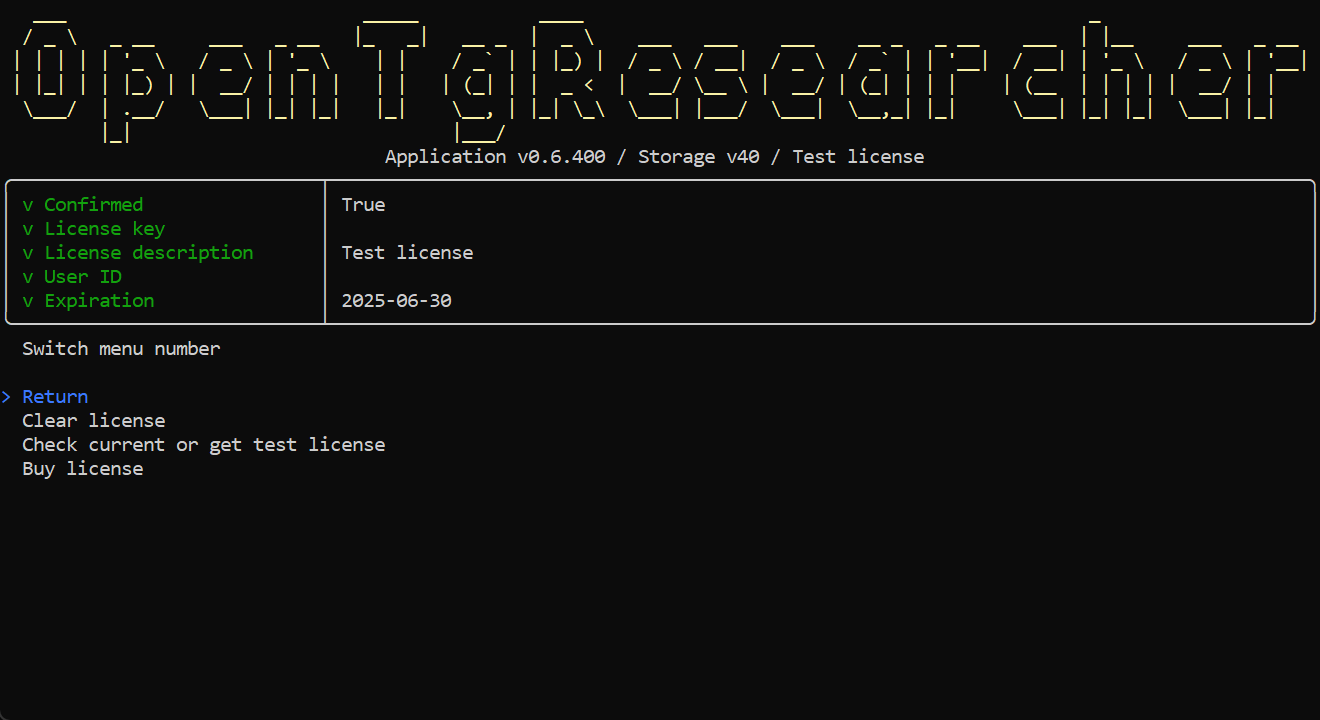 OpenTgResearcher
Application v0.6.400 / Storage v40 / Test license
v Confirmed True
v License key
v License description Test license
v User ID
v Expiration 2025-06-30
Switch menu number
> Return
Clear license
Check current or get test license
Buy license